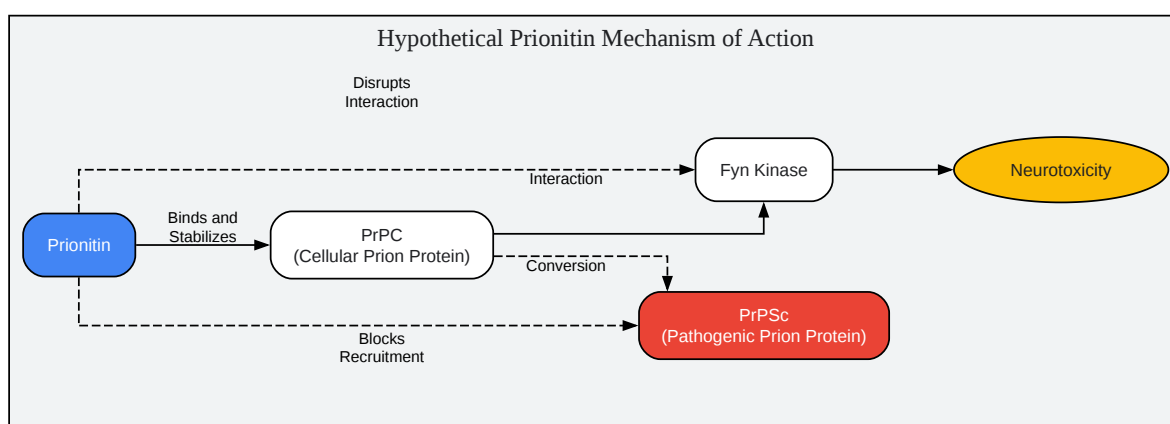 Hypothetical Prionitin Mechanism of Action
Disrupts
Interaction
Fyn Kinase
Neurotoxicity
Interaction
Prionitin
Binds and
Stabilizes
PrPC
(Cellular Prion Protein)
Conversion
PrPSc
(Pathogenic Prion Protein)
Blocks
Recruitment